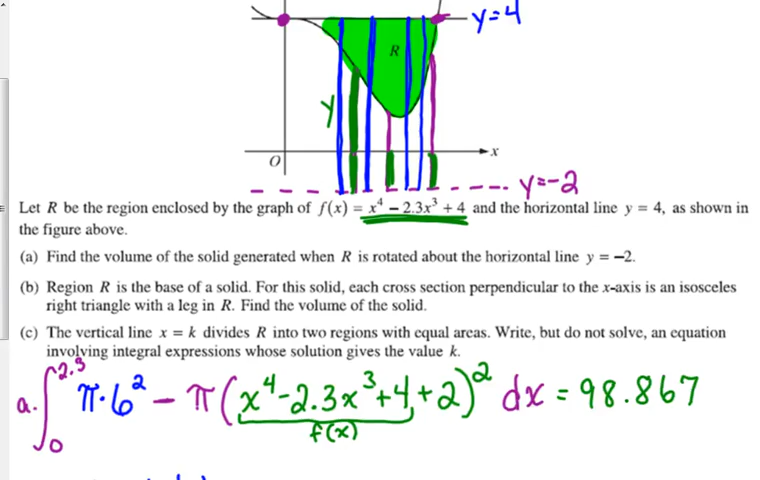 y=4
R
y
x
O
y=-2
Let R be the region enclosed by the graph of f(x) = x⁴ − 2.3x³ + 4 and the horizontal line y = 4, as shown in
the figure above.
(a) Find the volume of the solid generated when R is rotated about the horizontal line y = −2.
(b) Region R is the base of a solid. For this solid, each cross section perpendicular to the x-axis is an isosceles
right triangle with a leg in R. Find the volume of the solid.
(c) The vertical line x = k divides R into two regions with equal areas. Write, but do not solve, an equation
involving integral expressions whose solution gives the value k.
a. ∫₀^2.3 π·6² − π(x⁴−2.3x³+4+2)² dx = 98.867
f(x)